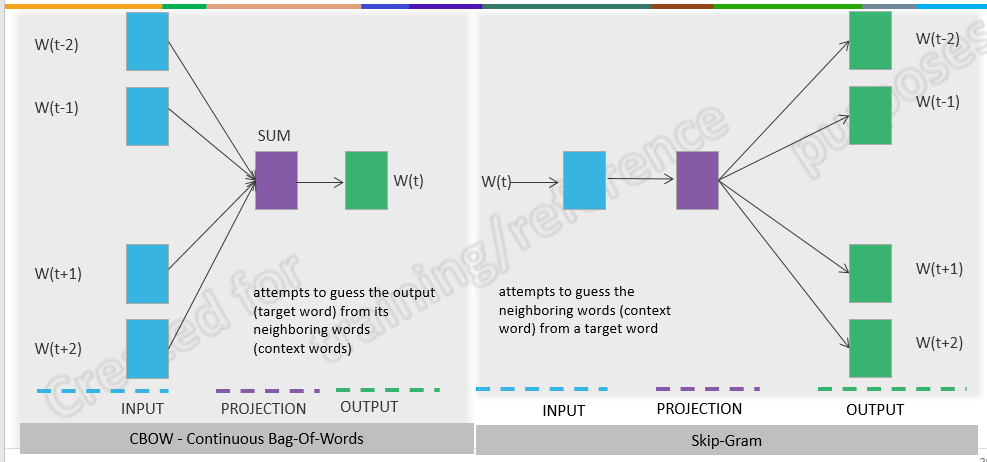 W(t-2)
W(t-1)
SUM
W(t)
W(t+1)
W(t+2)
attempts to guess the output
(target word) from its
neighboring words
(context words)
INPUT
PROJECTION
OUTPUT
CBOW - Continuous Bag-Of-Words
W(t-2)
W(t-1)
W(t)
W(t+1)
W(t+2)
attempts to guess the
neighboring words (context
word) from a target word
INPUT
PROJECTION
OUTPUT
Skip-Gram
Created for
training/reference
purposes